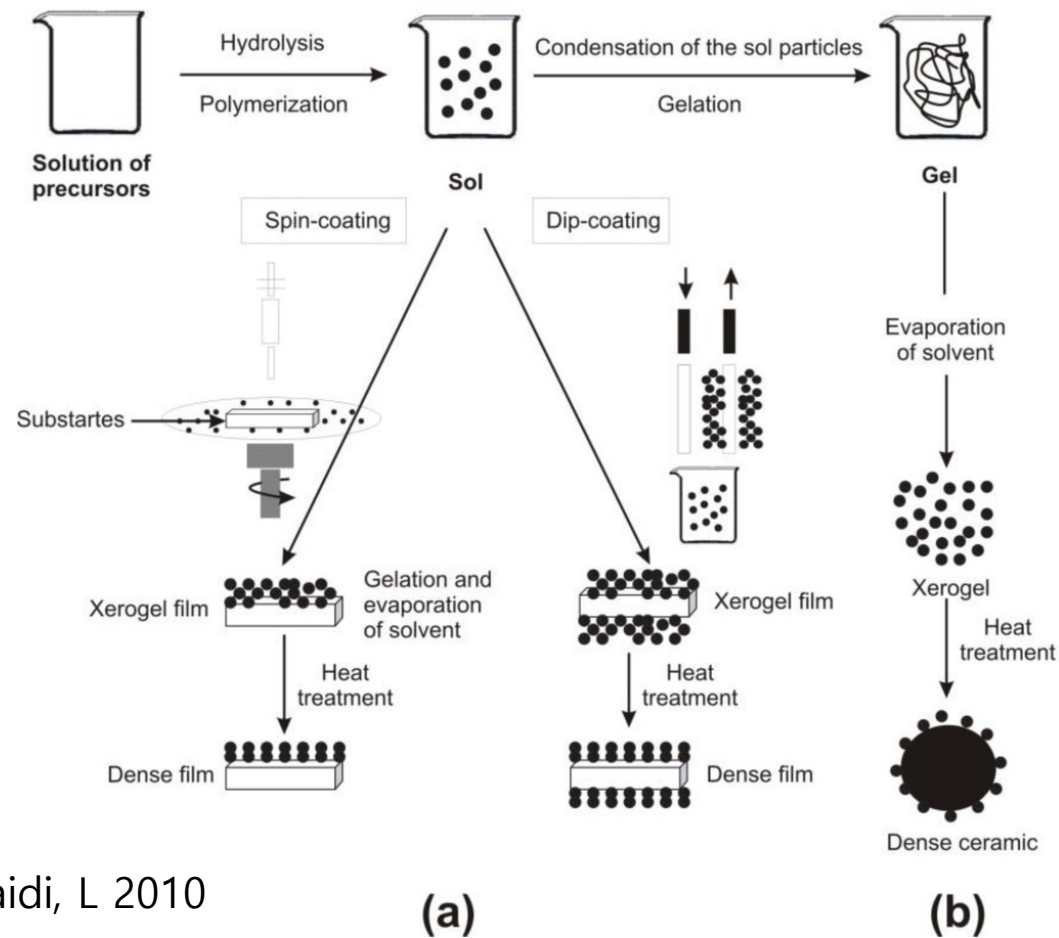 Hydrolysis
Polymerization
Condensation of the sol particles
Gelation
Solution of
precursors
Sol
Gel
Spin-coating
Dip-coating
Evaporation
of solvent
Substartes
Xerogel film
Gelation and
evaporation
of solvent
Xerogel film
Xerogel
Heat
treatment
Heat
treatment
Heat
treatment
Dense film
Dense film
Dense ceramic
L 2010
(a)
(b)